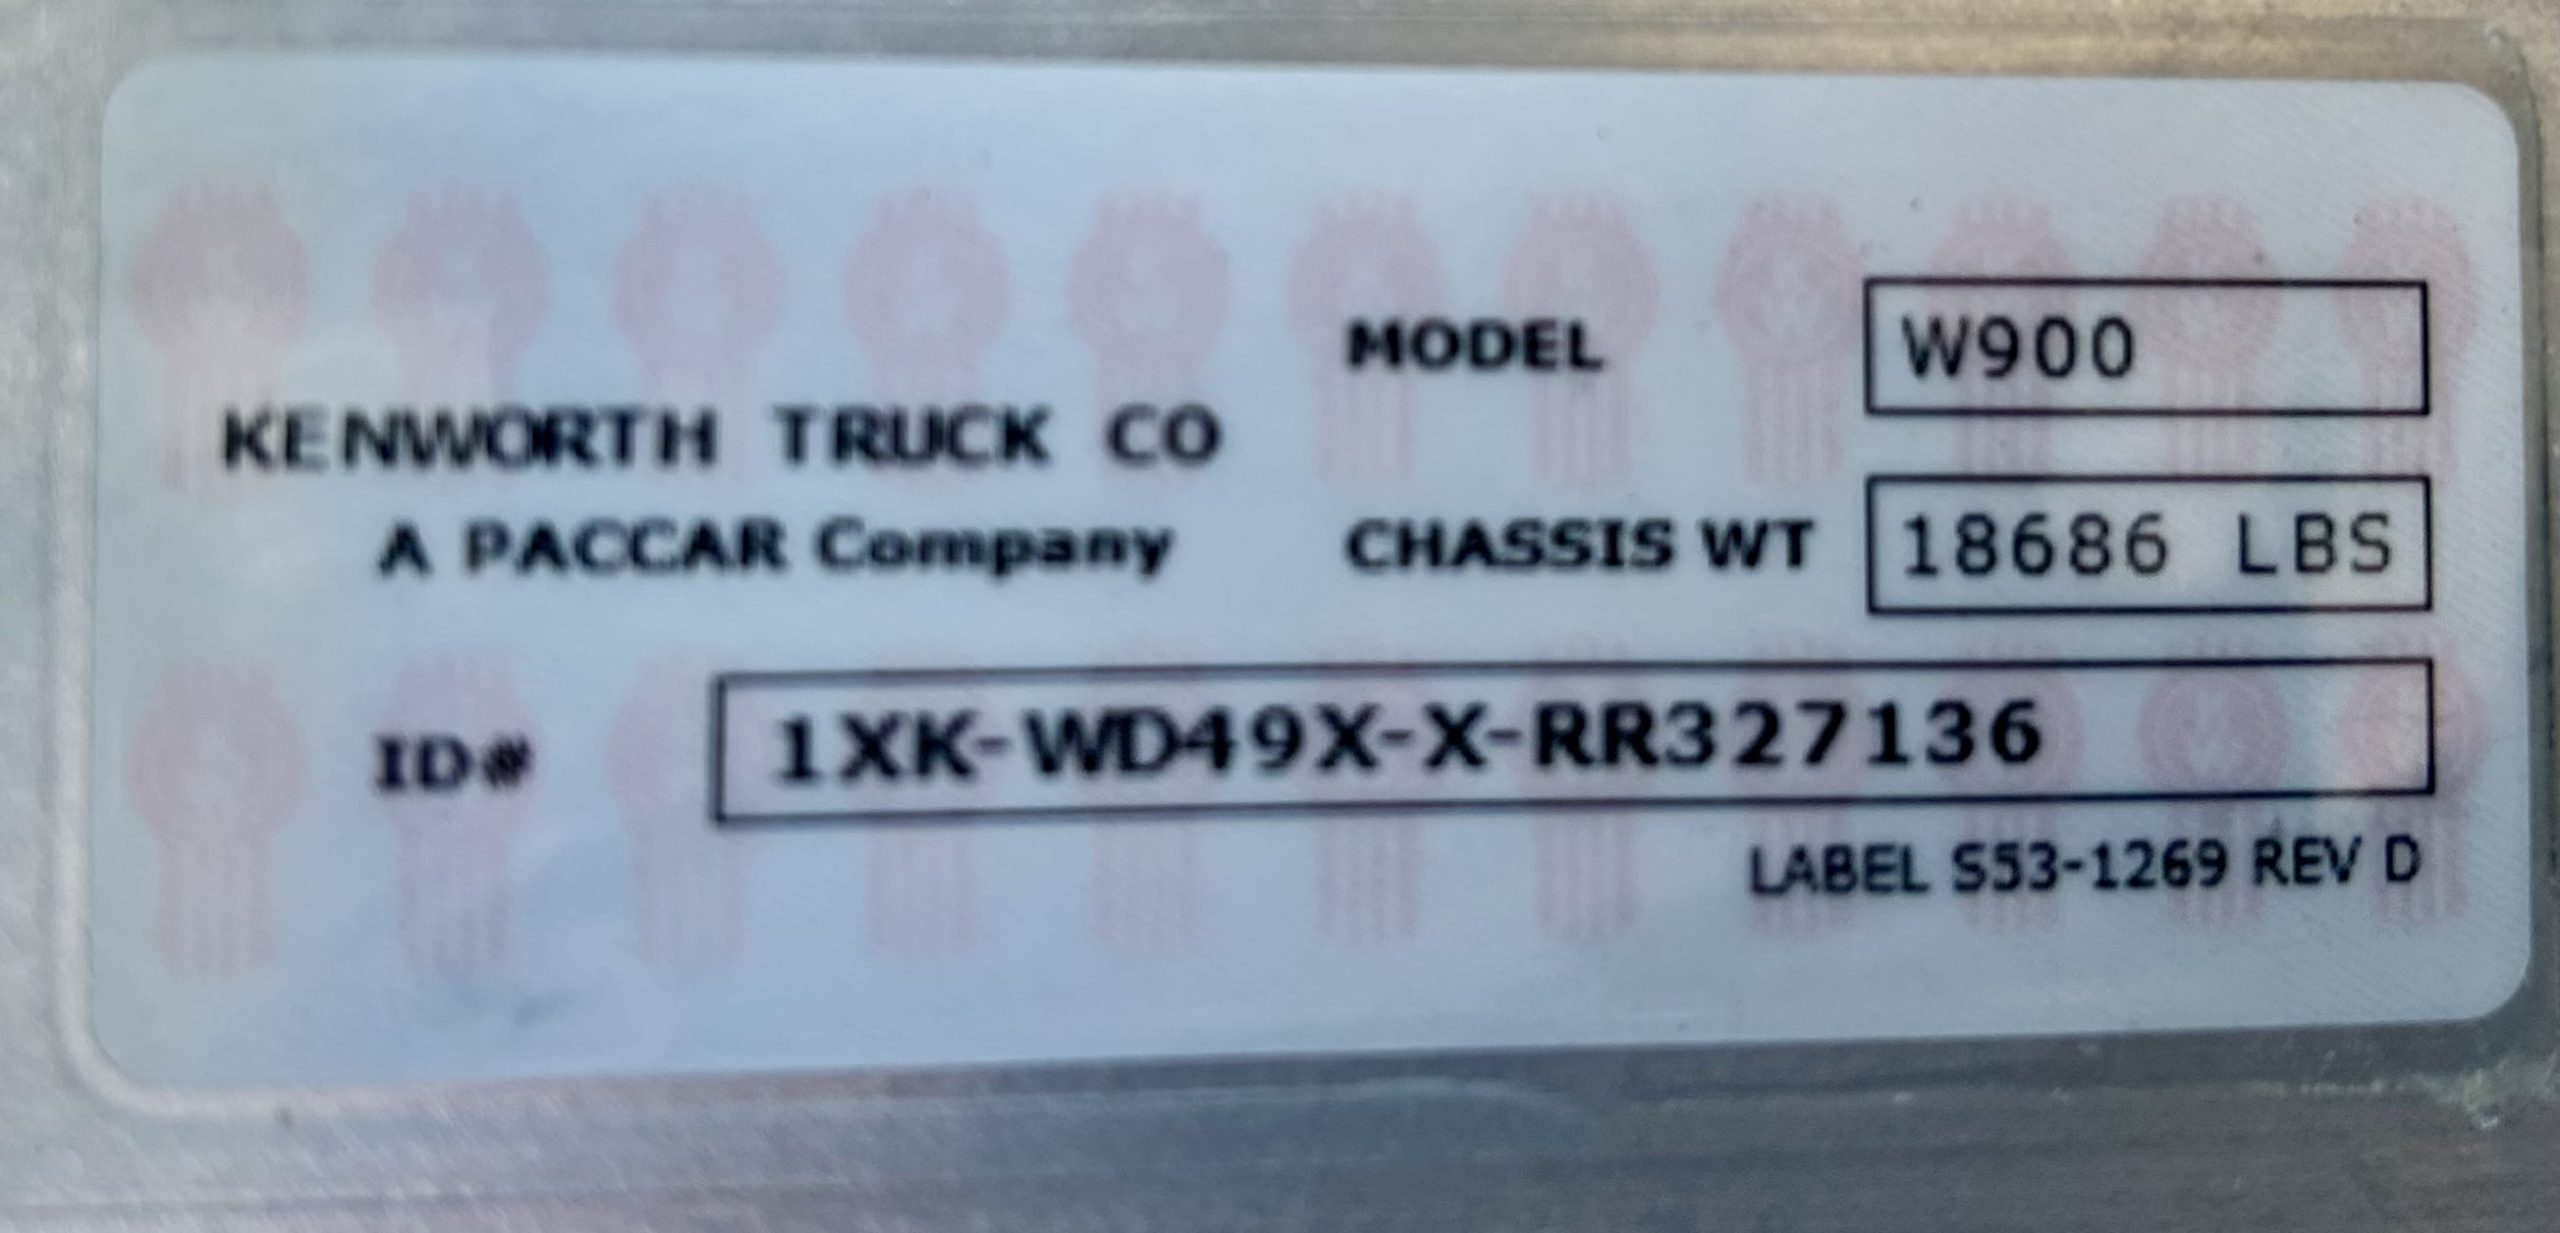 MODEL W900
KENWORTH TRUCK CO
A PACCAR Company
CHASSIS WT 18686 LBS
ID# 1XK-WD49X-X-RR327136
LABEL S53-1269 REV D